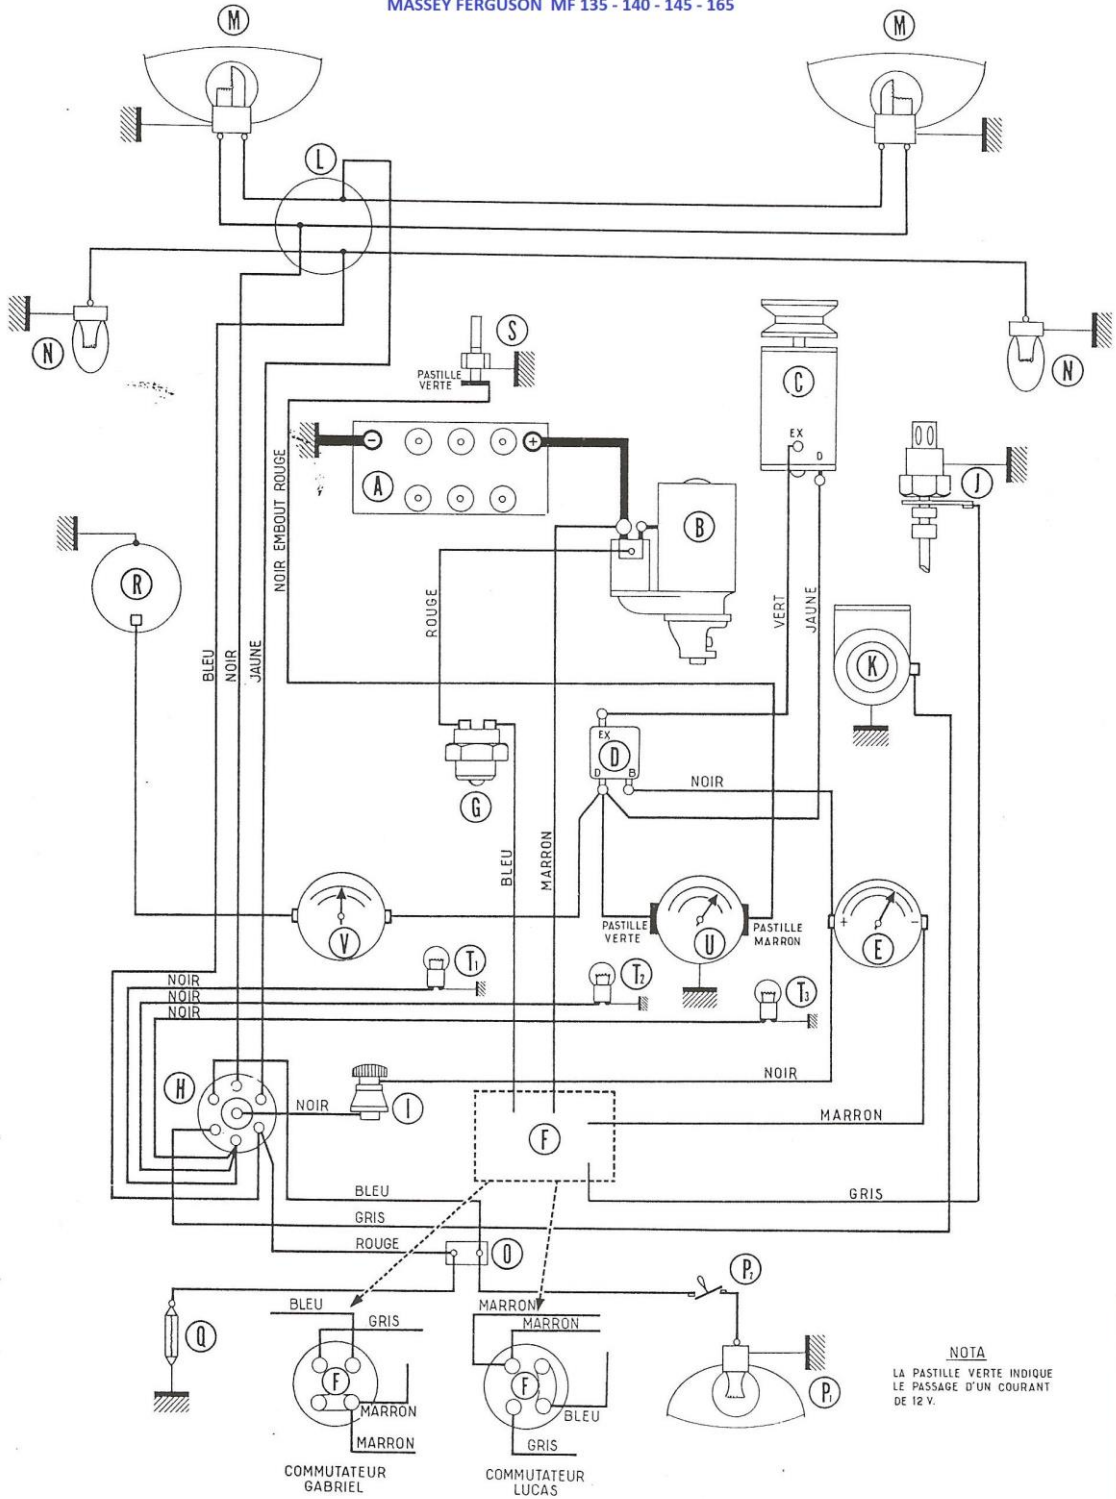 MASSEY FERGUSON MF 135 - 140 - 145 - 165
M
M
L
S
PASTILLE
VERTE
N
N
C
EX
D
J
-
+
A
B
NOIR EMBOUT ROUGE
R
ROUGE
VERT
JAUNE
BLEU
NOIR
JAUNE
K
EX
D
D
B
NOIR
G
BLEU
MARRON
V
PASTILLE
VERTE
U
PASTILLE
MARRON
+
-
E
T1
T2
T3
NOIR
NOIR
NOIR
H
NOIR
I
NOIR
MARRON
F
GRIS
BLEU
GRIS
ROUGE
O
P2
BLEU
GRIS
MARRON
MARRON
Q
F
MARRON
MARRON
F
BLEU
GRIS
P1
NOTA
LA PASTILLE VERTE INDIQUE
LE PASSAGE D'UN COURANT
DE 12 V.
COMMUTATEUR
GABRIEL
COMMUTATEUR
LUCAS